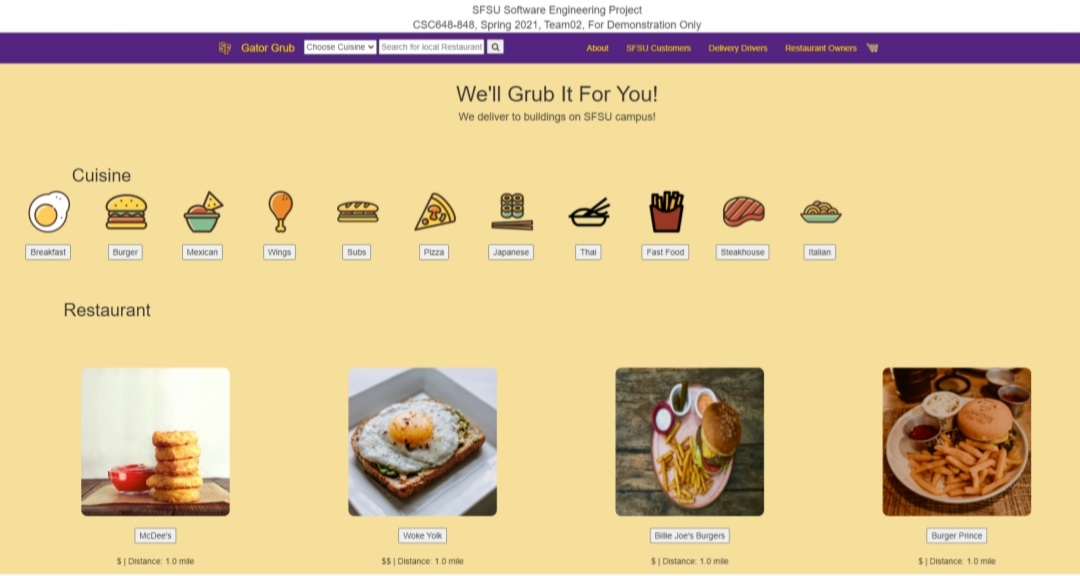 SFSU Software Engineering Project
CSC648-848, Spring 2021, Team02, For Demonstration Only
Gator Grub Choose Cuisine Search for local Restaurant About SFSU Customers Delivery Drivers Restaurant Owners
We'll Grub It For You!
We deliver to buildings on SFSU campus!
Cuisine
Breakfast Burger Mexican Wings Subs Pizza Japanese Thai Fast Food Steakhouse Italian
Restaurant
McDee's Woke Yolk Billie Joe's Burgers Burger Prince
$ | Distance: 1.0 mile $$ | Distance: 1.0 mile $ | Distance: 1.0 mile $ | Distance: 1.0 mile